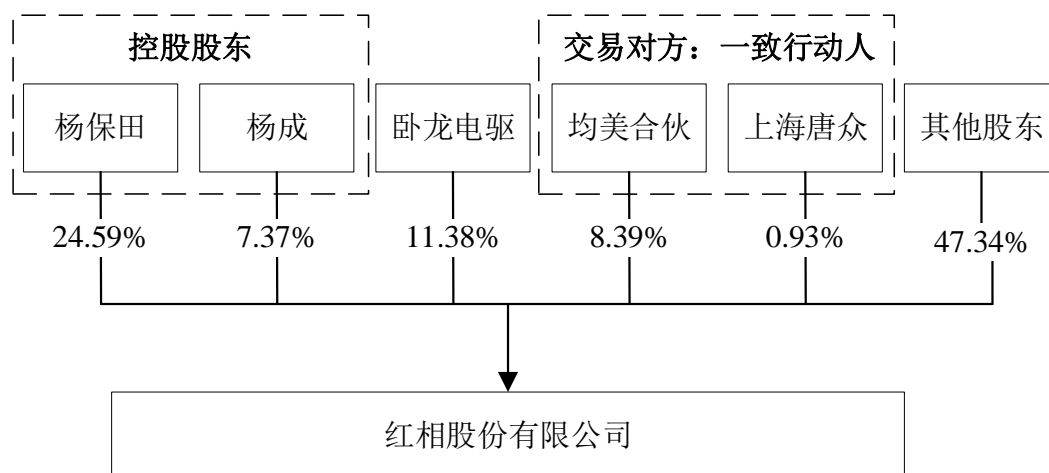 控股股东
交易对方：一致行动人
杨保田
杨成
卧龙电驱
均美合伙
上海唐众
其他股东
24.59%
7.37%
11.38%
8.39%
0.93%
47.34%
红相股份有限公司